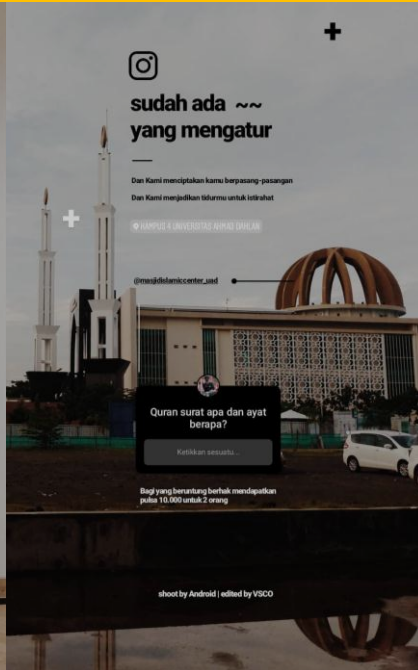 sudah ada ~~
yang mengatur
Dan Kami menciptakan kamu berpasang-pasangan
Dan Kami menjadikan tidurmu untuk istirahat
KAMPUS 4 UNIVERSITAS AHMAD DAHLAN
@masjidislamiccenter_uad
Quran surat apa dan ayat
berapa?
Ketikkan sesuatu...
Bagi yang beruntung berhak mendapatkan
pulsa 10.000 untuk 2 orang
shoot by Android | edited by VSCO